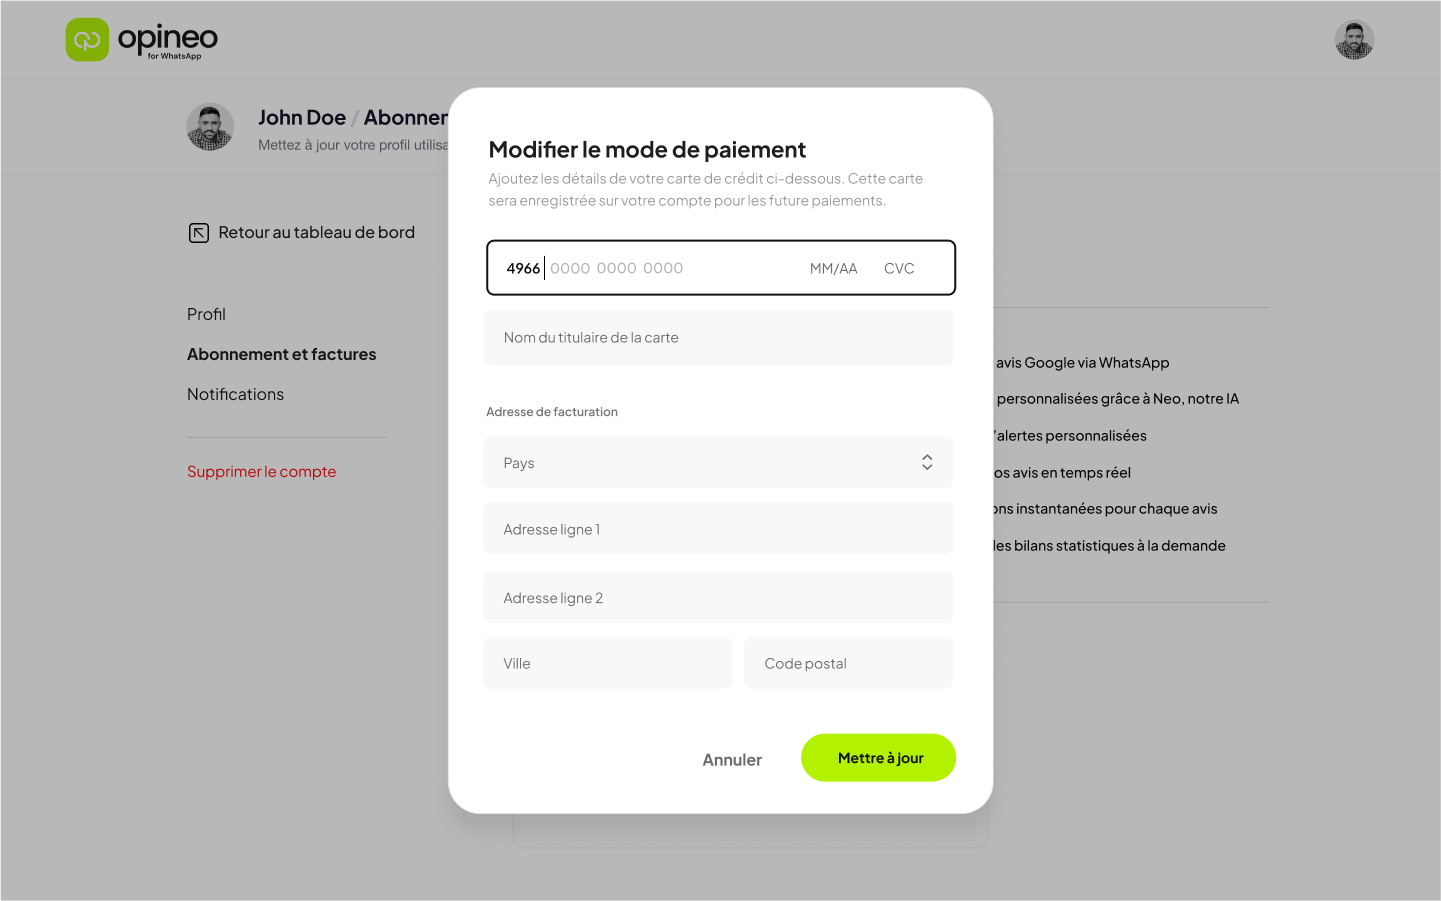 opineo
for WhatsApp
John Doe / Abonnem
Mettez à jour votre profil utilisa
Retour au tableau de bord
Profil
Abonnement et factures
Notifications
Supprimer le compte
Modifier le mode de paiement
Ajoutez les détails de votre carte de crédit ci-dessous. Cette carte
sera enregistrée sur votre compte pour les future paiements.
4966 0000 0000 0000 MM/AA CVC
Nom du titulaire de la carte
Adresse de facturation
Pays
Adresse ligne 1
Adresse ligne 2
Ville Code postal
Annuler Mettre à jour
avis Google via WhatsApp
personnalisées grâce à Neo, notre IA
'alertes personnalisées
os avis en temps réel
ons instantanées pour chaque avis
des bilans statistiques à la demande